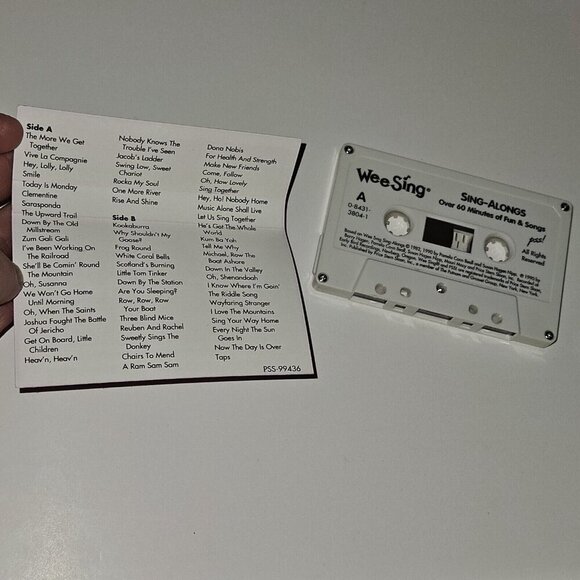 Side A
The More We Get
Together
Vive La Compagnie
Hey, Lolly, Lolly
Smile
Today Is Monday
Clementine
Sarasponda
The Upward Trail
Down By The Old
Millstream
Zum Gali Gali
I've Been Working On
The Railroad
She'll Be Comin' Round
The Mountain
Oh, Susanna
We Won't Go Home
Until Morning
Oh, When The Saints
Joshua Fought The Battle
Of Jericho
Get On Board, Little
Children
Heav'n, Heav'n
Nobody Knows The
Trouble I've Seen
Jacob's Ladder
Swing Low, Sweet
Chariot
Rocka My Soul
One More River
Rise And Shine
Side B
Kookaburra
Why Shouldn't My
Goose?
Frog Round
White Coral Bells
Scotland's Burning
Little Tom Tinker
Down By The Station
Are You Sleeping?
Row, Row, Row
Your Boat
Three Blind Mice
Reuben And Rachel
Sweetly Sings The
Donkey
Chairs To Mend
A Ram Sam Sam
Dona Nobis
For Health And Strength
Make New Friends
Come, Follow
Oh, How Lovely
Sing Together
Hey, Ho! Nobody Home
Music Alone Shall Live
Let Us Sing Together
He's Got The Whole
World
Kum Ba Yah
Tell Me Why
Michael, Row The
Boat Ashore
Down In The Valley
Oh, Shenandoah
I Know Where I'm Goin'
The Riddle Song
Wayfaring Stranger
I Love The Mountains
Sing Your Way Home
Every Night The Sun
Goes In
Now The Day Is Over
Taps
PSS-99436
Wee Sing®
SING-ALONGS
Over 60 Minutes of Fun & Songs
A
0-8431-
3804-1
pss!
All Rights
Reserved